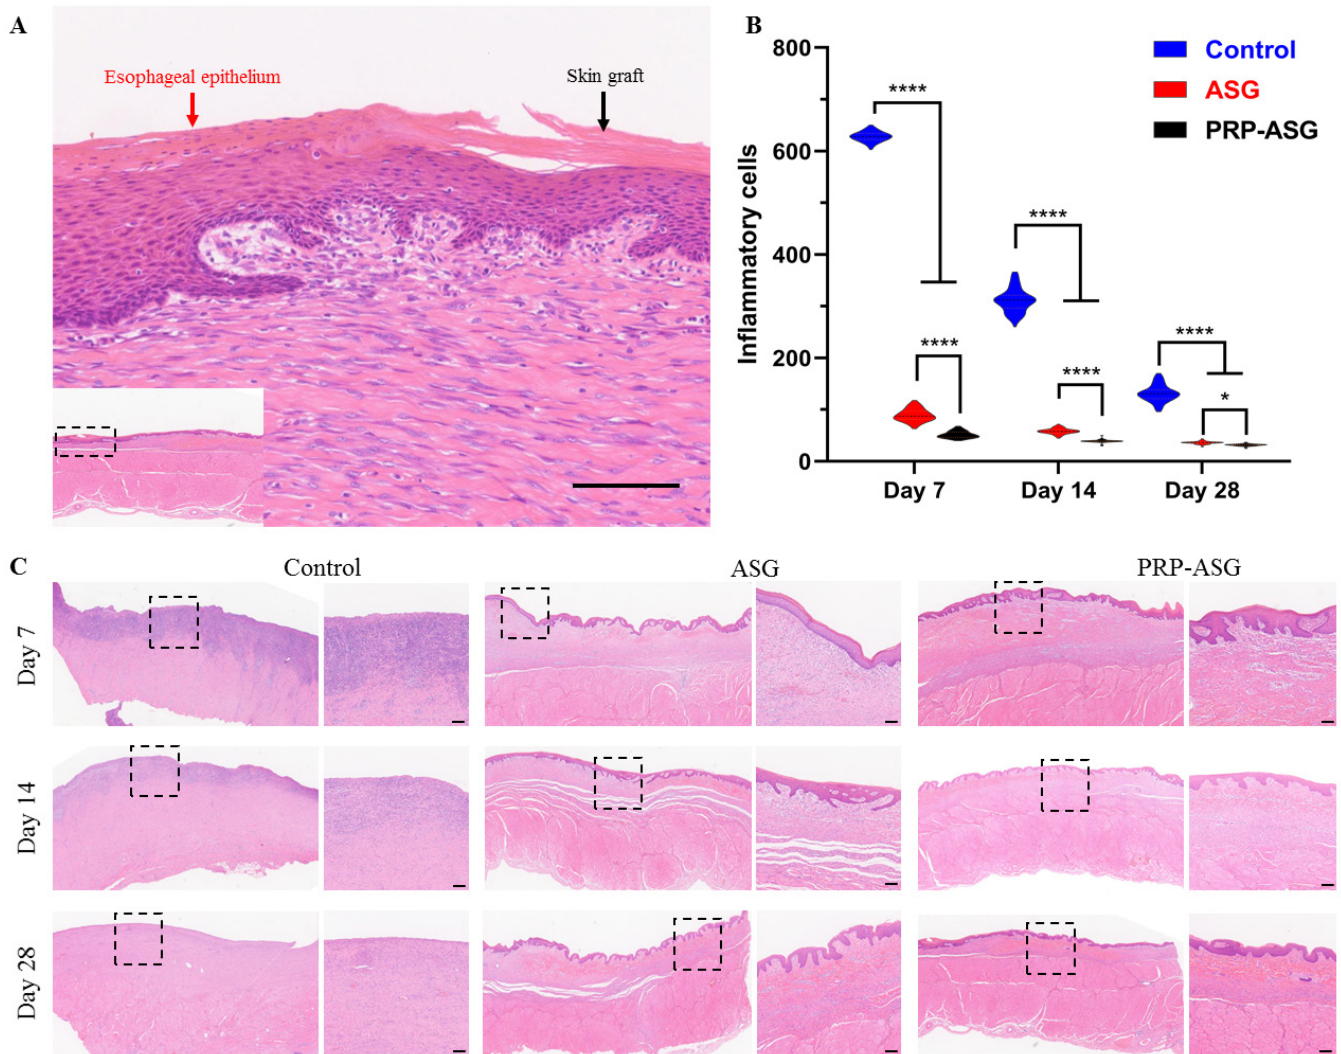 A
Esophageal epithelium
Skin graft
B
Inflammatory cells
800
600
400
200
0
Control
ASG
PRP-ASG
****
****
****
****
****
*
Day 7
Day 14
Day 28
C
Control
ASG
PRP-ASG
Day 7
Day 14
Day 28